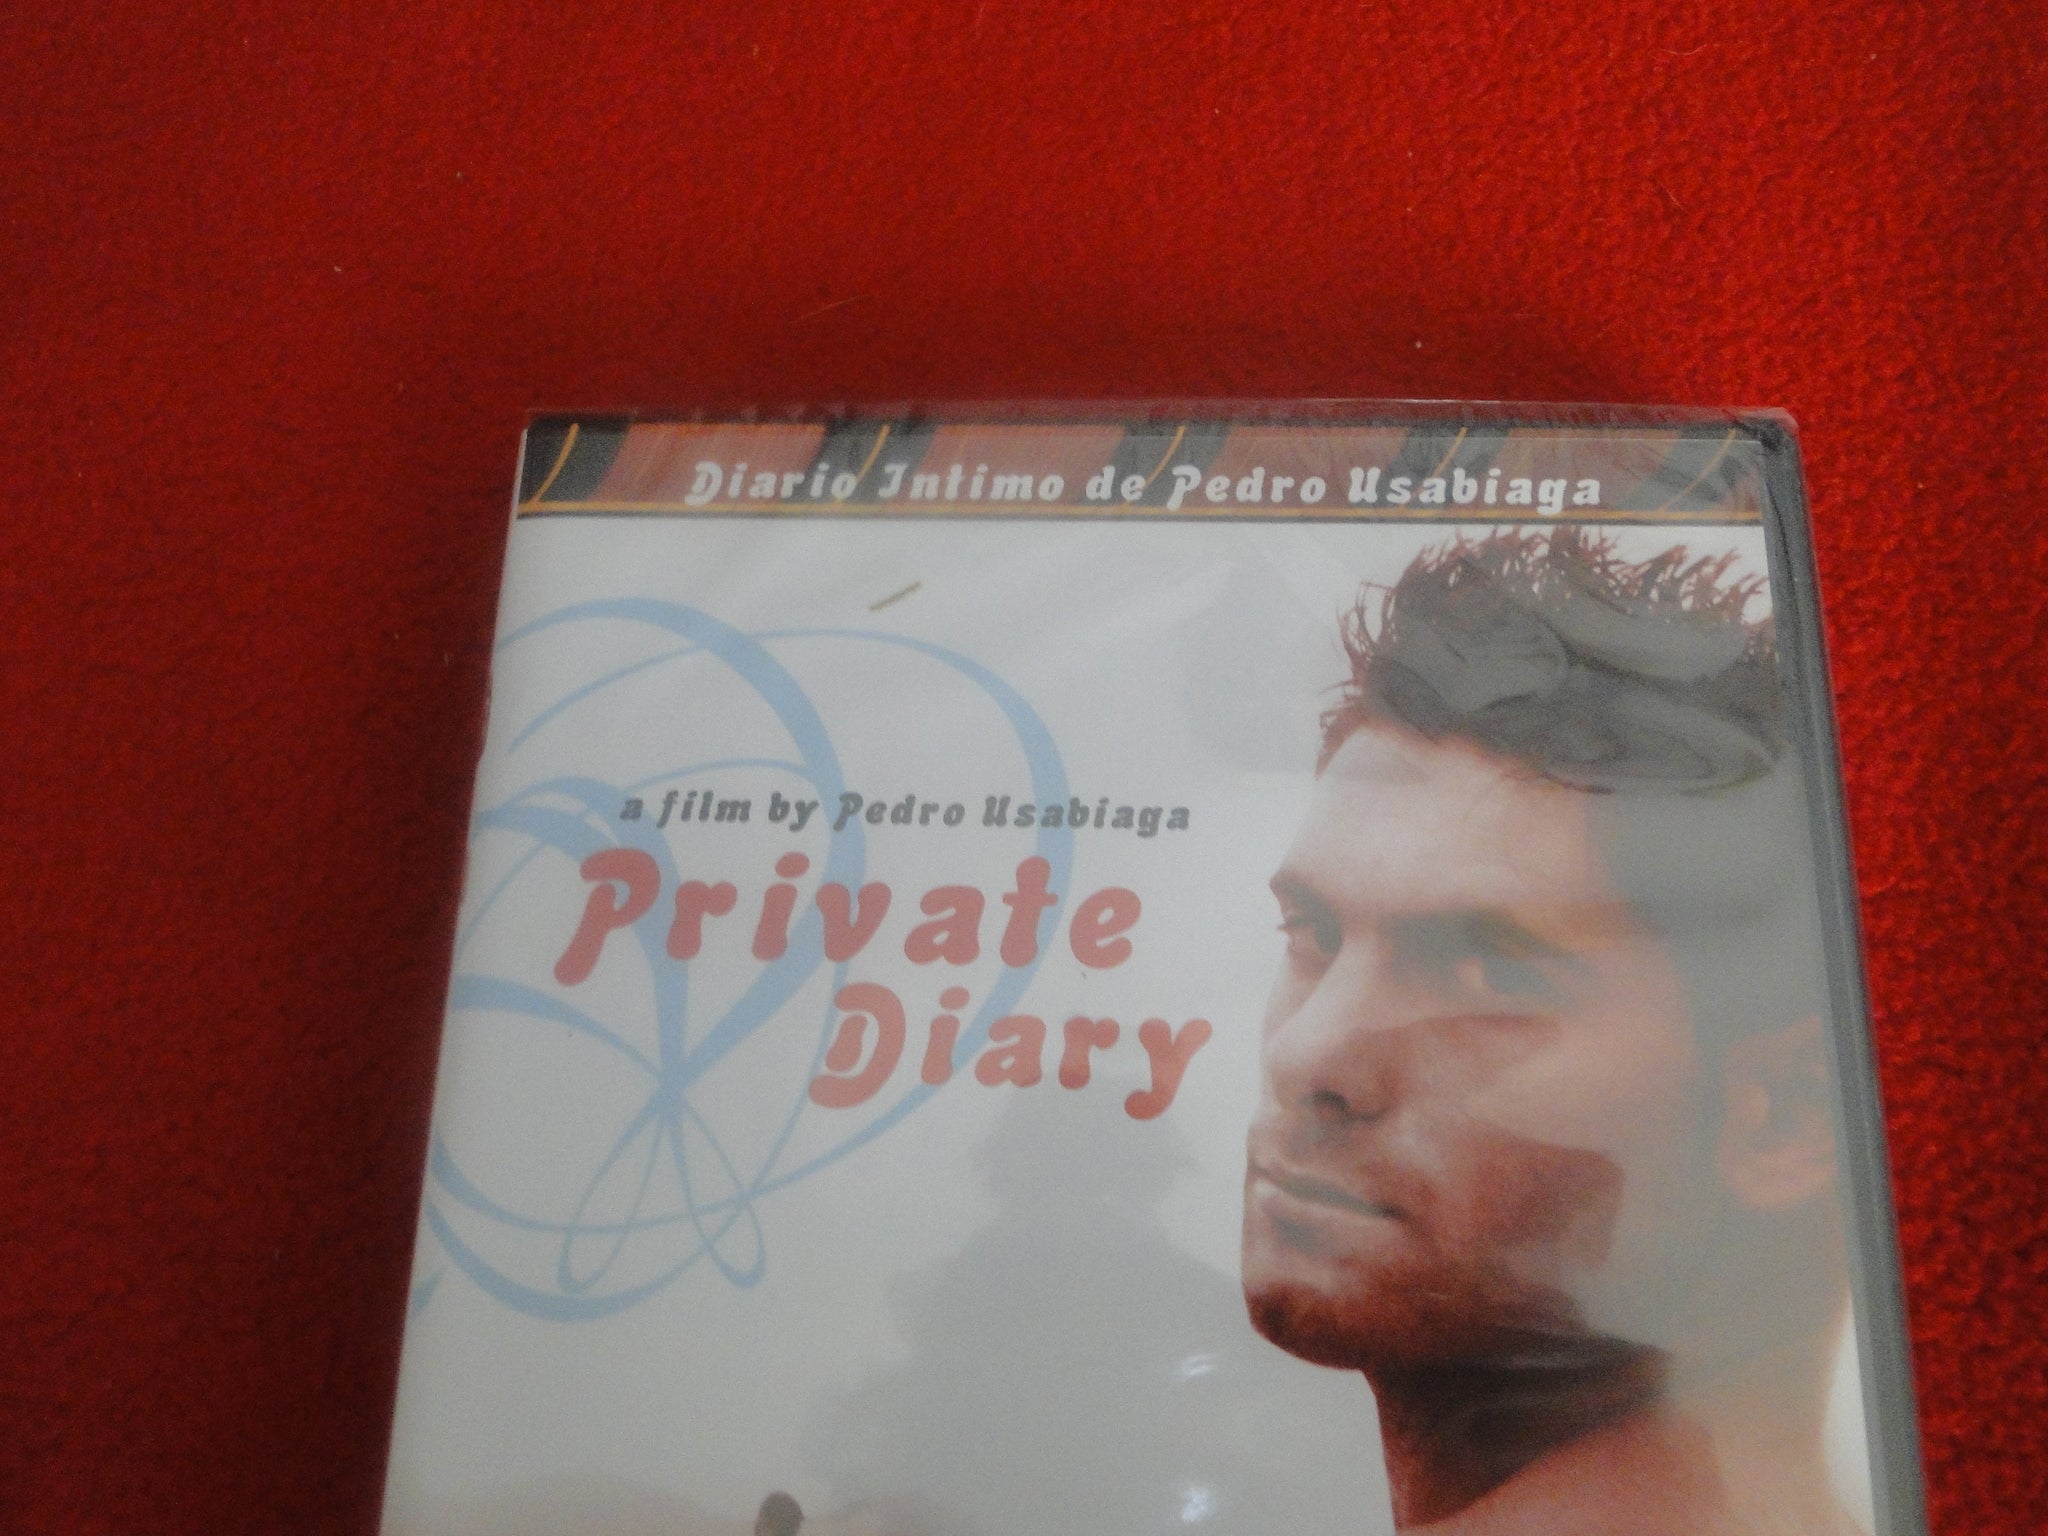 Diario Intimo de Pedro Usabiaga
a film by Pedro Usabiaga
Private
Diary